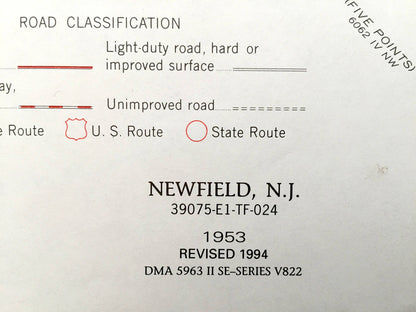 ROAD CLASSIFICATION
Light-duty road, hard or
improved surface
ay,
Unimproved road
e Route
U. S. Route
State Route
(FIVE POINTS)
6062 IV NW
NEWFIELD, N.J.
39075-E1-TF-024
1953
REVISED 1994
DMA 5963 II SE-SERIES V822